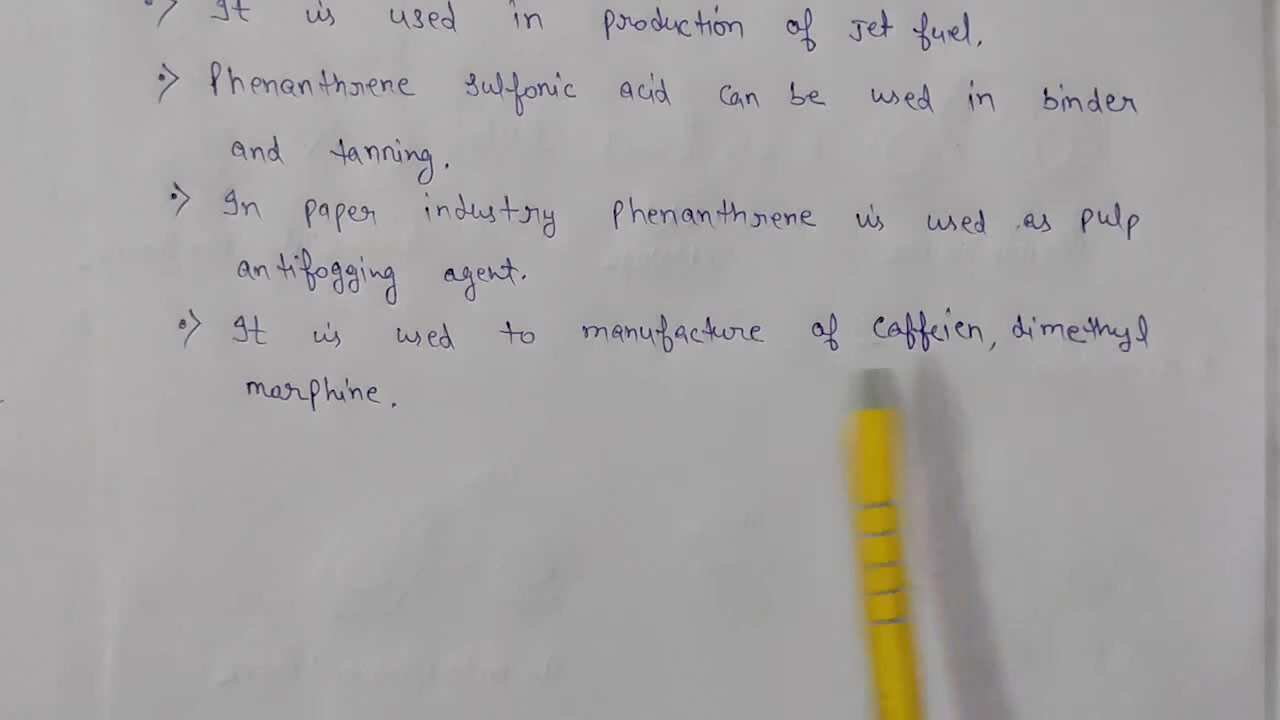 •> It is used in production of Jet fuel.
•> Phenanthrene sulfonic acid can be used in binder
and tanning.
•> In paper industry phenanthrene is used as pulp
antifogging agent.
•> It is used to manufacture of caffeien, dimethyl
morphine.